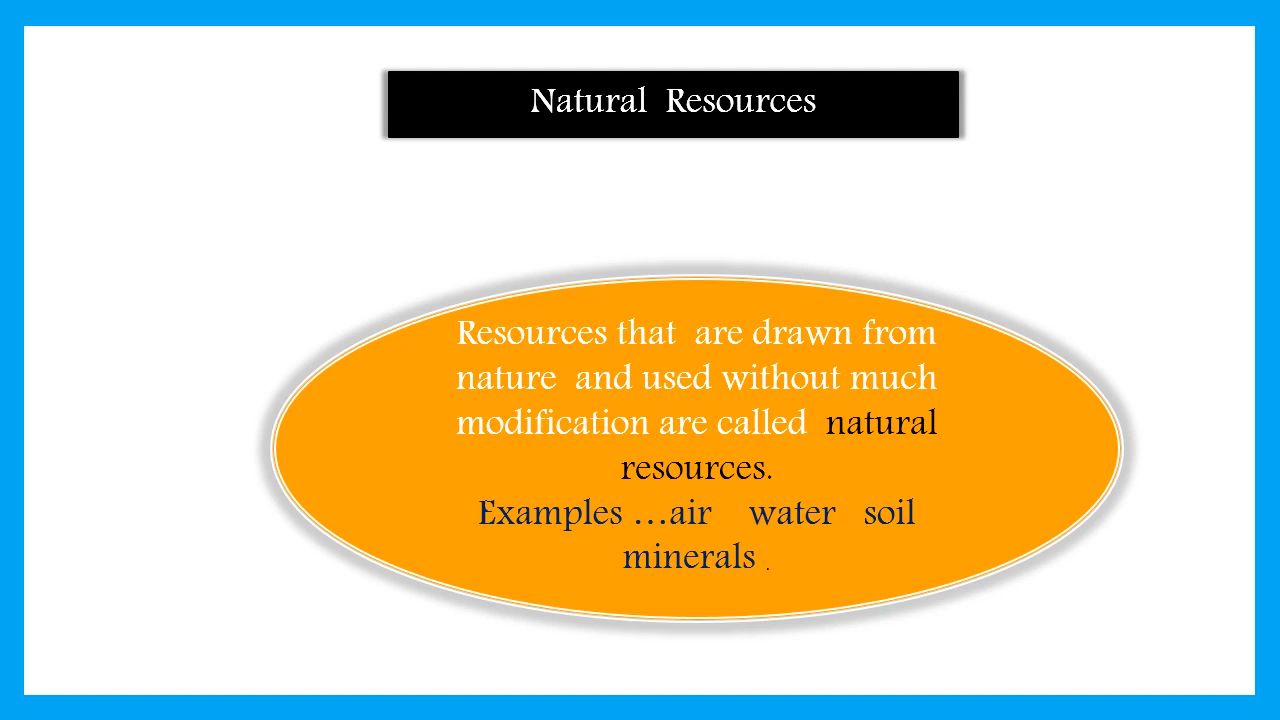 Natural  Resources
Resources that  are drawn from
nature  and used without much
modification are called  natural
resources.
Examples …air    water   soil
minerals .